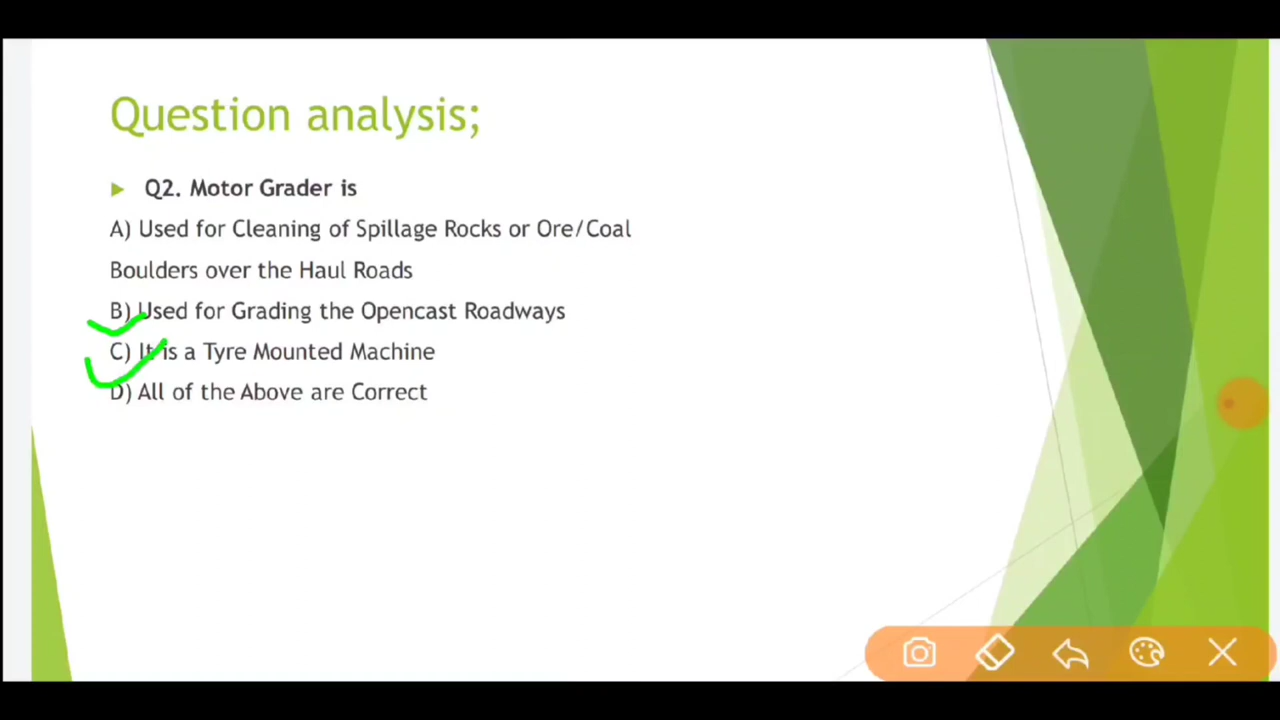 Question analysis;
Q2. Motor Grader is
A) Used for Cleaning of Spillage Rocks or Ore/Coal
Boulders over the Haul Roads
B) Used for Grading the Opencast Roadways
C) It is a Tyre Mounted Machine
D) All of the Above are Correct